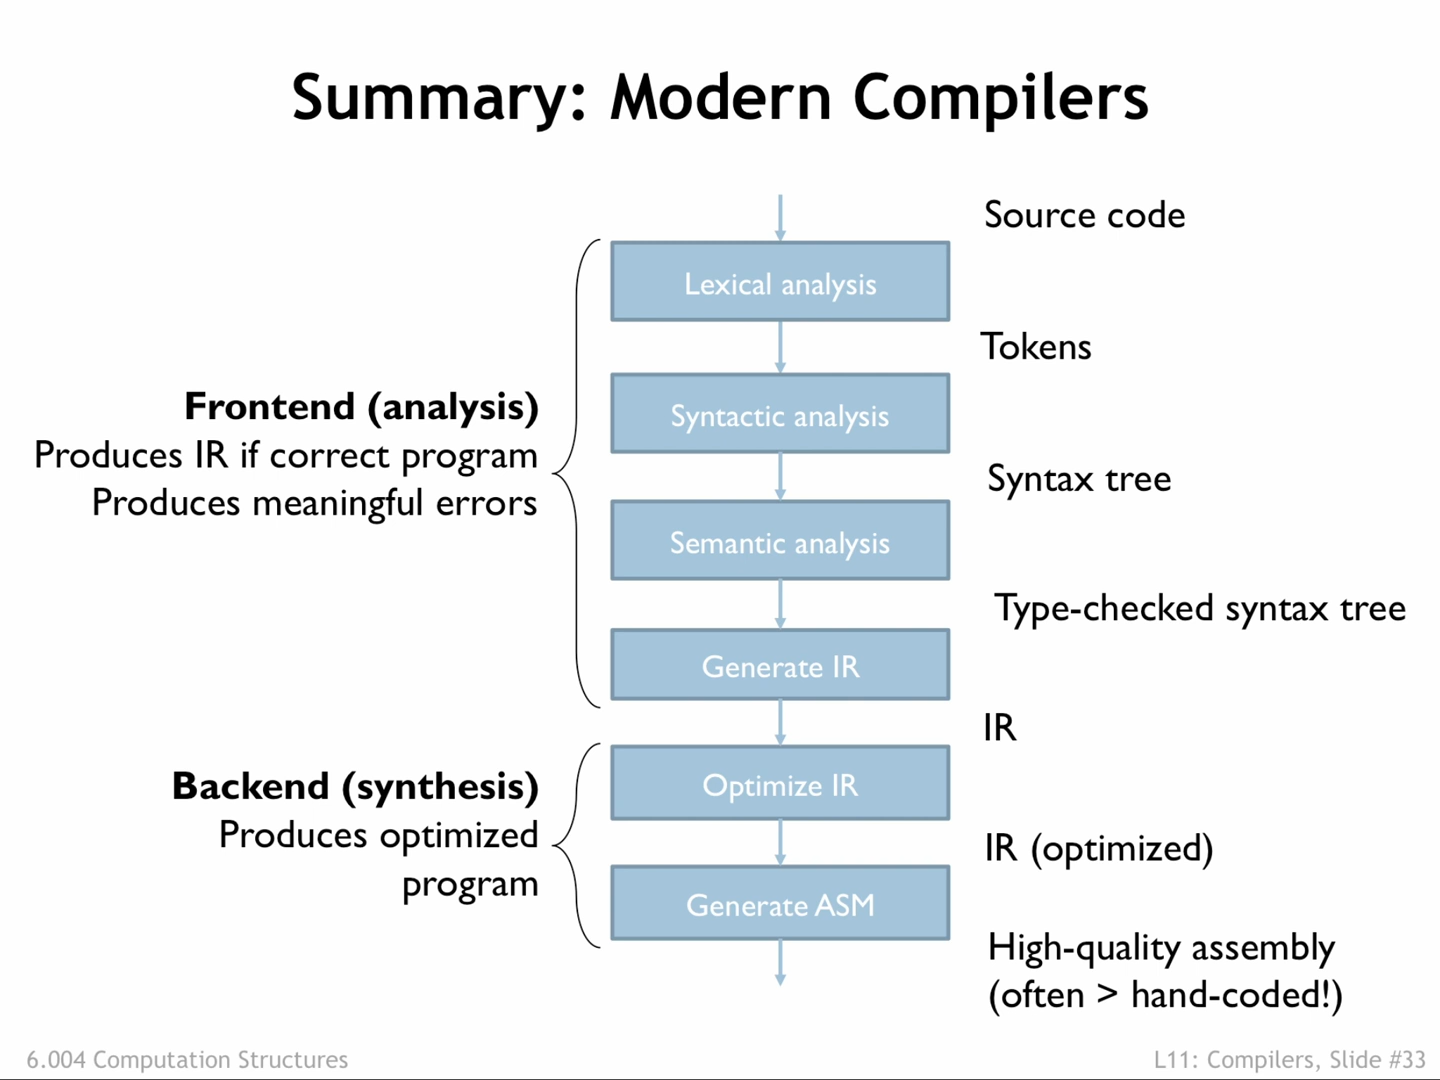 Summary: Modern Compilers
Source code
Lexical analysis
Tokens
Frontend (analysis)
Produces IR if correct program
Produces meaningful errors
Syntactic analysis
Syntax tree
Semantic analysis
Type-checked syntax tree
Generate IR
IR
Backend (synthesis)
Produces optimized
program
Optimize IR
IR (optimized)
Generate ASM
High-quality assembly
(often > hand-coded!)
6.004 Computation Structures
L11: Compilers, Slide #33